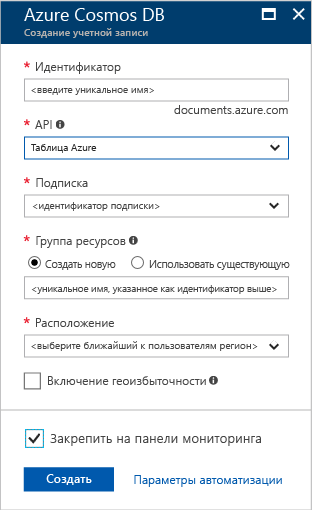 Azure Cosmos DB
Создание учетной записи
* Идентификатор
<введите уникальное имя>
documents.azure.com
* API
Таблица Azure
* Подписка
<идентификатор подписки>
* Группа ресурсов
Создать новую Использовать существующую
<уникальное имя, указанное как идентификатор выше>
* Расположение
<выберите ближайший к пользователям регион>
Включение геоизбыточности
Закрепить на панели мониторинга
Создать Параметры автоматизации